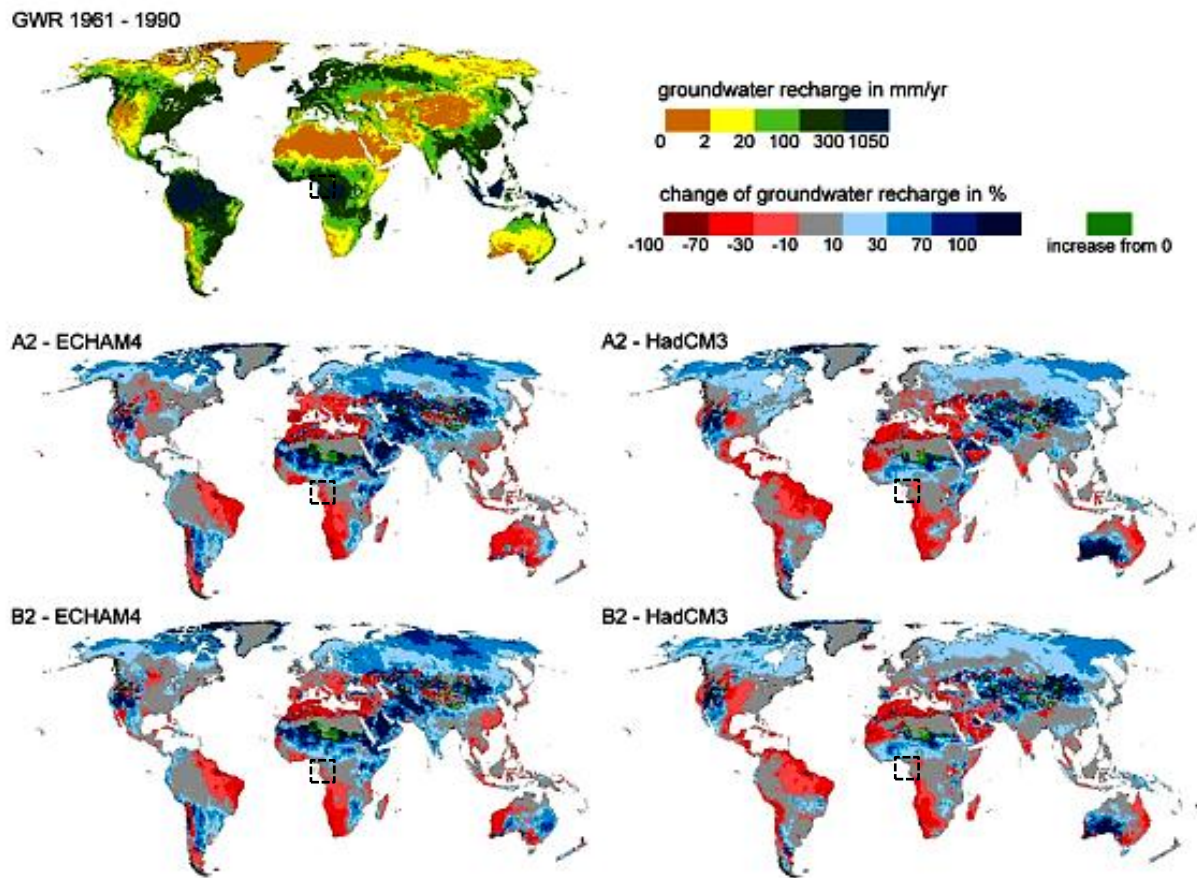 GWR 1961 - 1990
groundwater recharge in mm/yr
0 2 20 100 300 1050
change of groundwater recharge in %
-100 -70 -30 -10 10 30 70 100
increase from 0
A2 - ECHAM4
A2 - HadCM3
B2 - ECHAM4
B2 - HadCM3